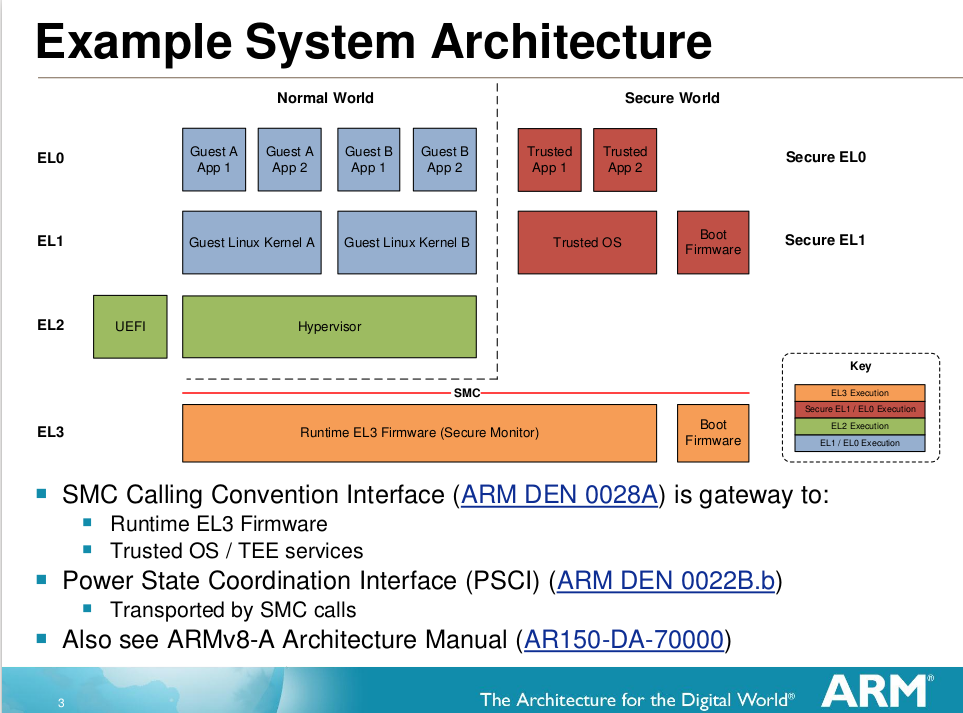 Example System Architecture
Normal World
Secure World
EL0
Guest A
App 1
Guest A
App 2
Guest B
App 1
Guest B
App 2
Trusted
App 1
Trusted
App 2
Secure EL0
EL1
Guest Linux Kernel A
Guest Linux Kernel B
Trusted OS
Boot
Firmware
Secure EL1
EL2
UEFI
Hypervisor
SMC
EL3
Runtime EL3 Firmware (Secure Monitor)
Boot
Firmware
Key
EL3 Execution
Secure EL1 / EL0 Execution
EL2 Execution
EL1 / EL0 Execution
SMC Calling Convention Interface (ARM DEN 0028A) is gateway to:
Runtime EL3 Firmware
Trusted OS / TEE services
Power State Coordination Interface (PSCI) (ARM DEN 0022B.b)
Transported by SMC calls
Also see ARMv8-A Architecture Manual (AR150-DA-70000)
3
The Architecture for the Digital World®
ARM®